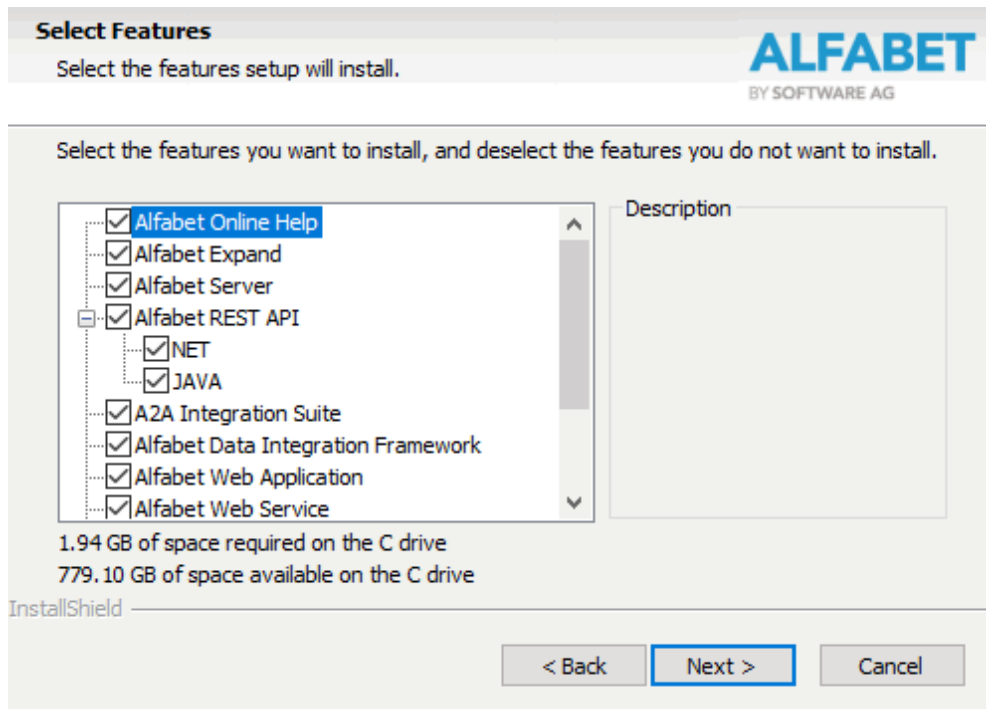 Select Features
Select the features setup will install.
ALFABET
BY SOFTWARE AG
Select the features you want to install, and deselect the features you do not want to install.
Alfabet Online Help
Alfabet Expand
Alfabet Server
Alfabet REST API
NET
JAVA
A2A Integration Suite
Alfabet Data Integration Framework
Alfabet Web Application
Alfabet Web Service
Description
1.94 GB of space required on the C drive
779.10 GB of space available on the C drive
InstallShield
< Back
Next >
Cancel